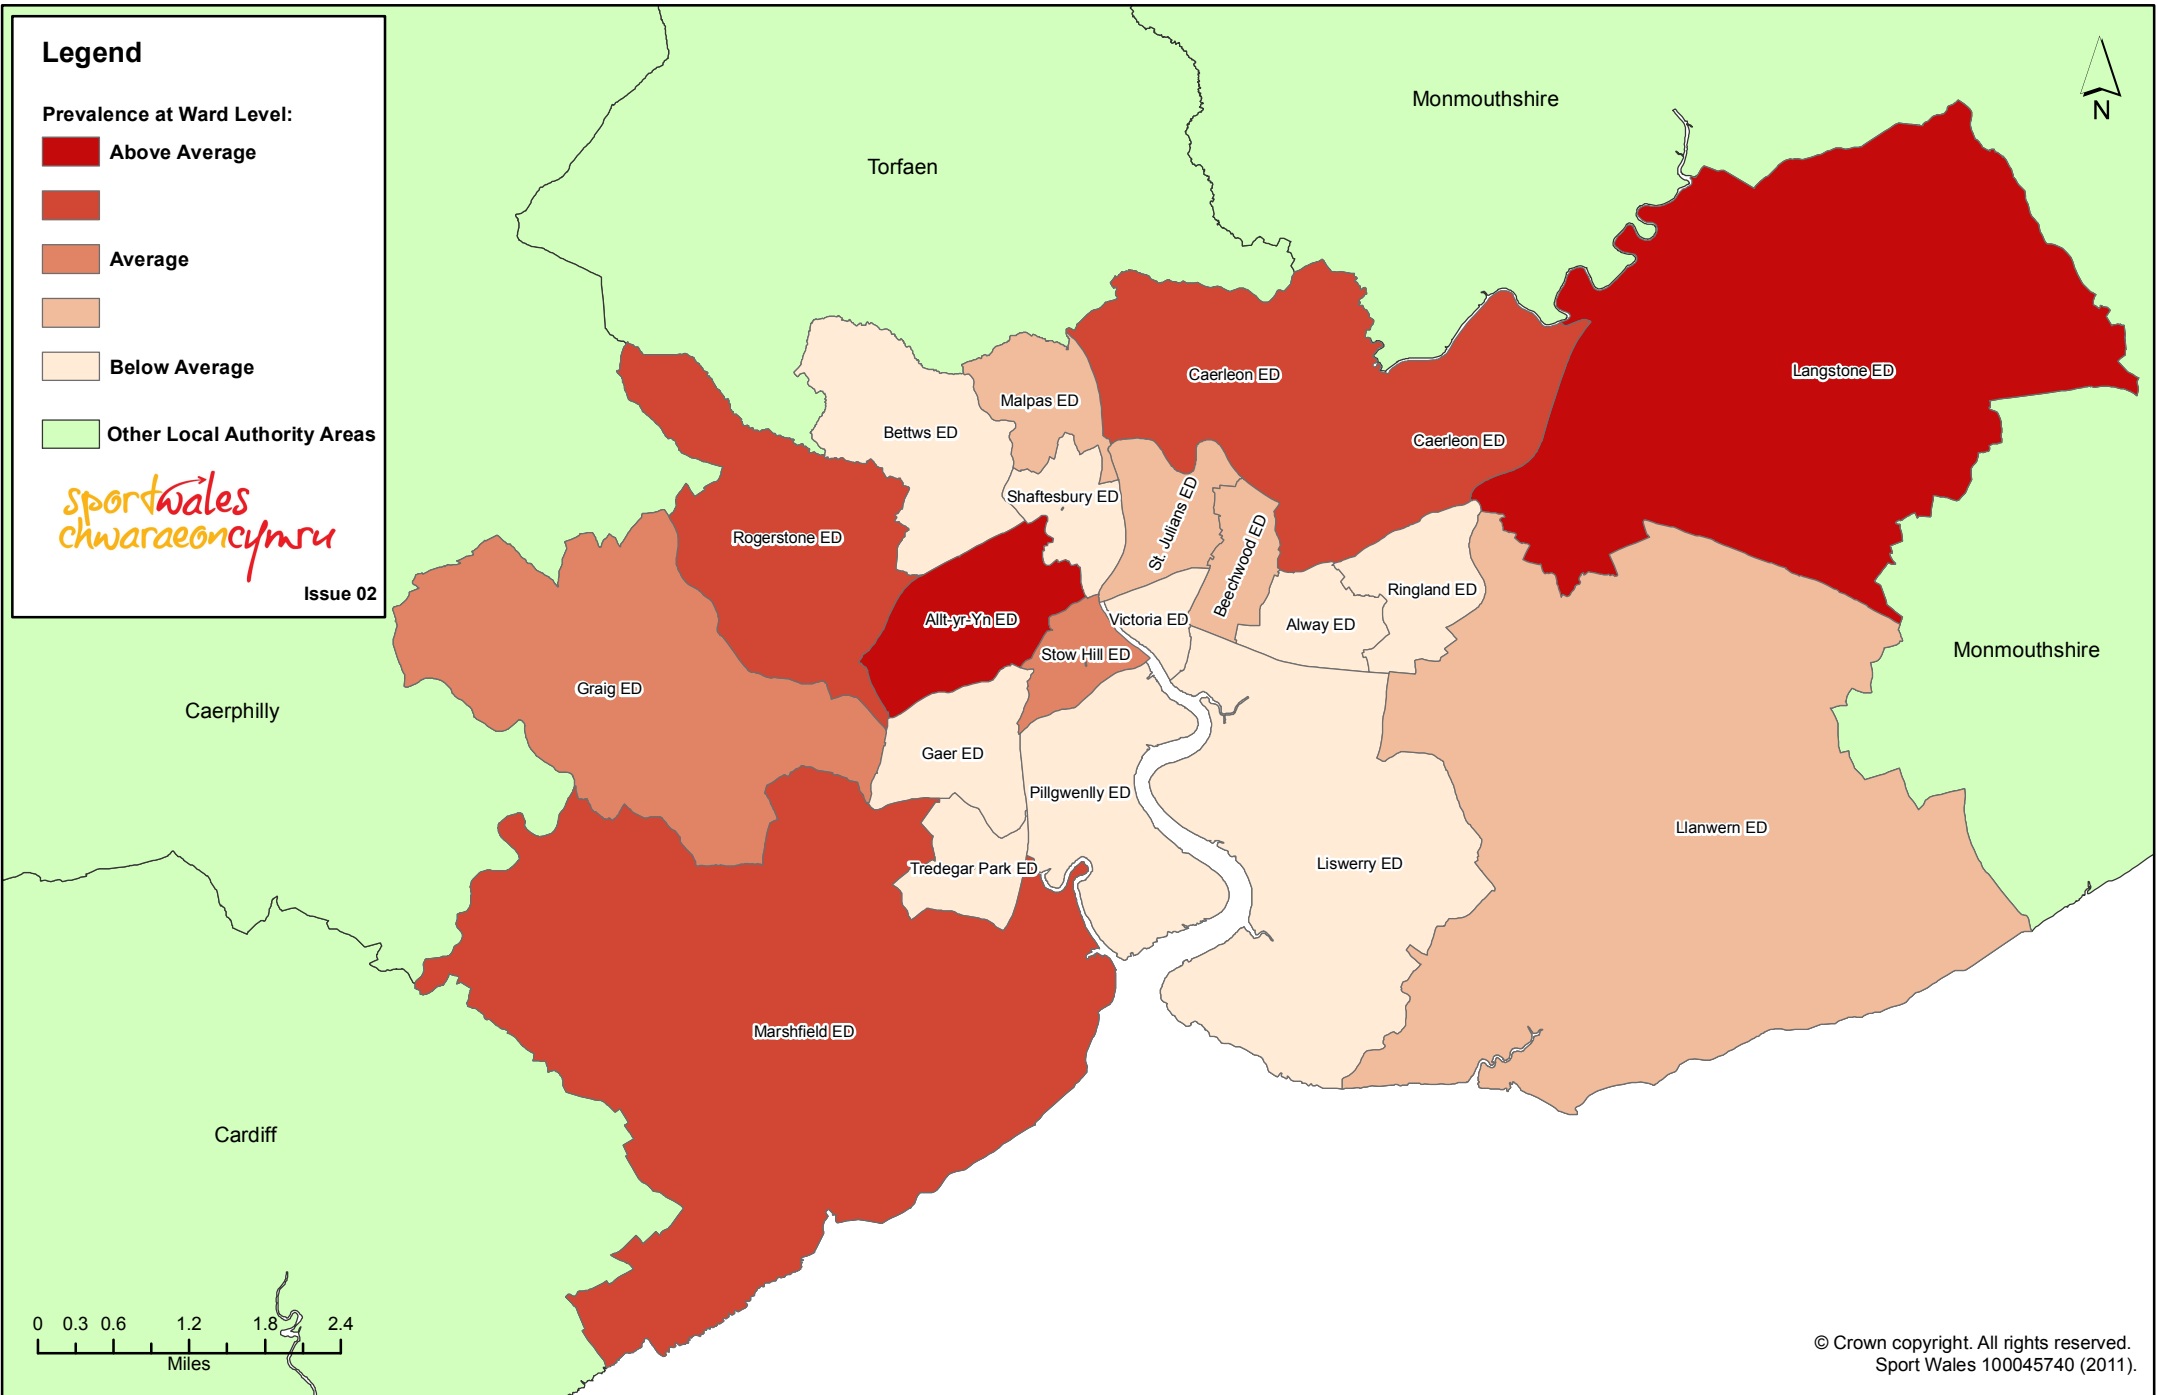 Legend
Prevalence at Ward Level:
Above Average
Average
Below Average
Other Local Authority Areas
sportwales
chwaraeoncymru
Issue 02
Monmouthshire
N
Torfaen
Caerleon ED
Langstone ED
Malpas ED
Bettws ED
Caerleon ED
Shaftesbury ED
St. Julians ED
Rogerstone ED
Beechwood ED
Ringland ED
Allt-yr-Yn ED
Victoria ED
Alway ED
Stow Hill ED
Monmouthshire
Graig ED
Caerphilly
Gaer ED
Pillgwenlly ED
Llanwern ED
Liswerry ED
Tredegar Park ED
Marshfield ED
Cardiff
0 0.3 0.6 1.2 1.8 2.4
Miles
© Crown copyright. All rights reserved.
Sport Wales 100045740 (2011).